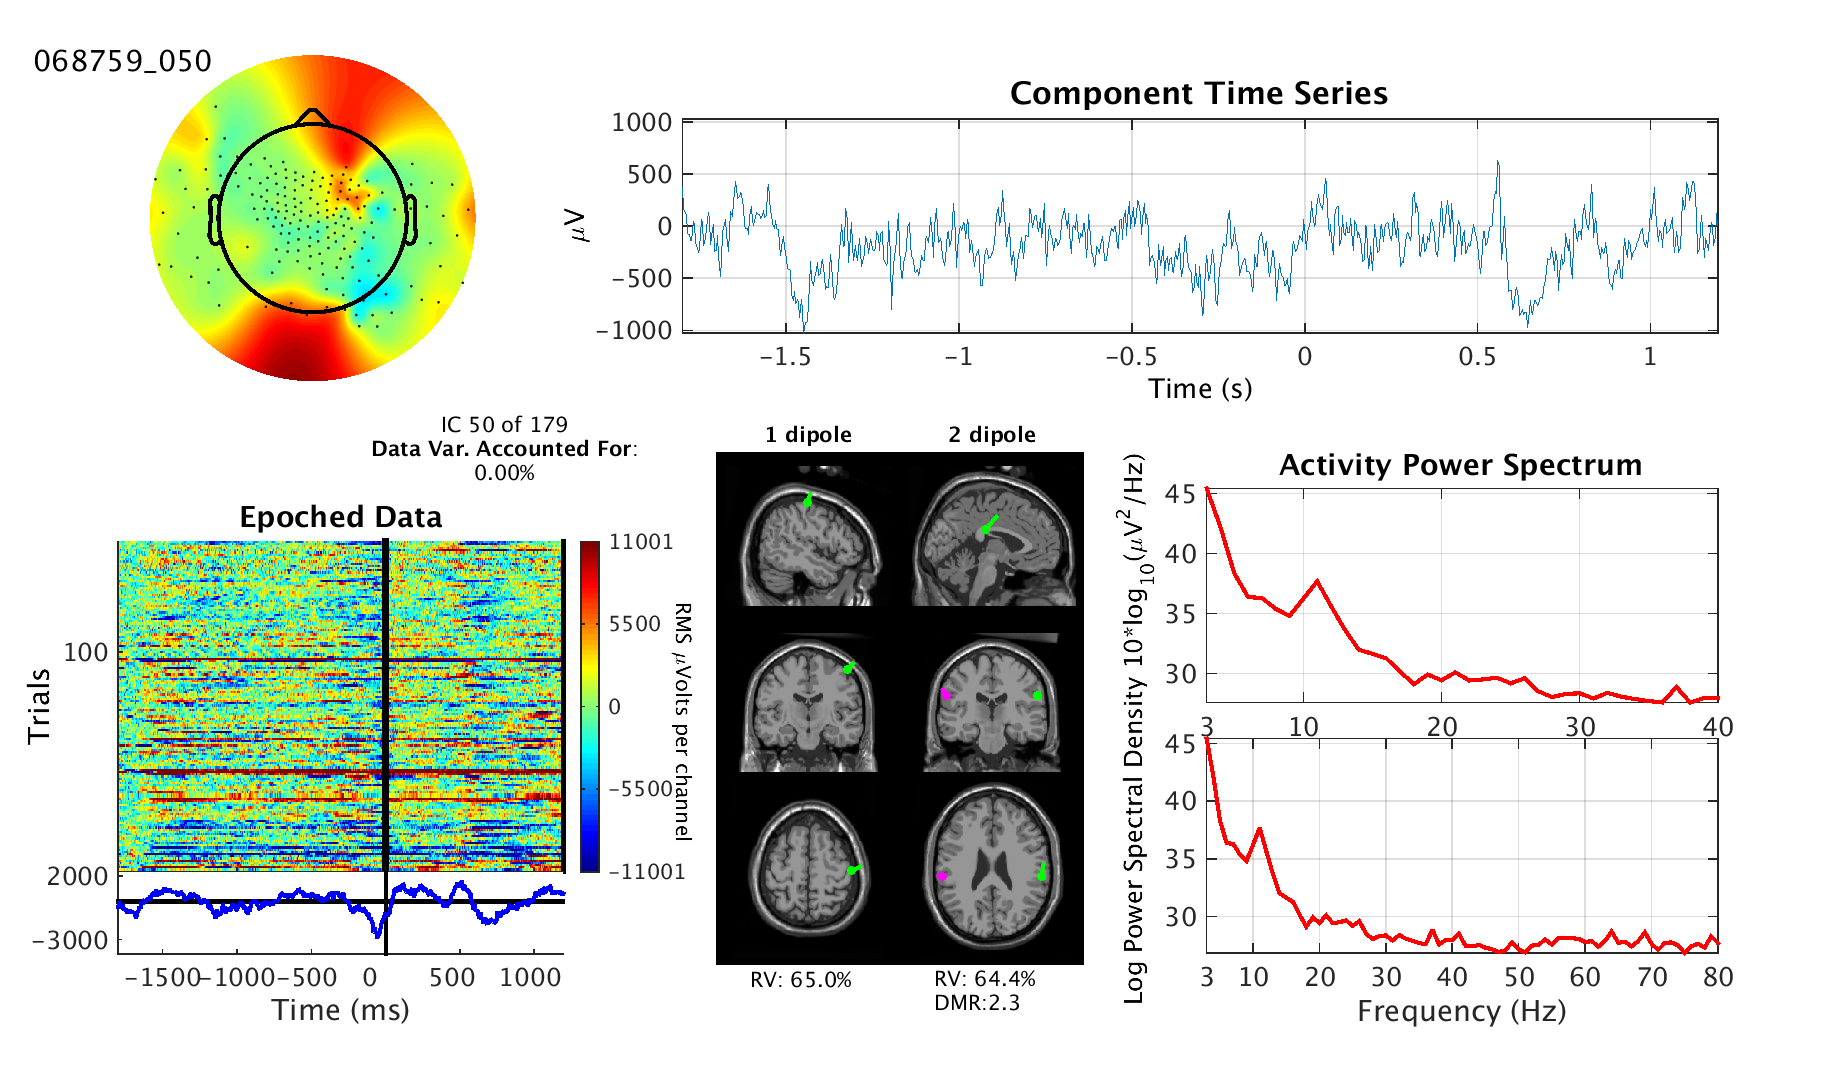 068759_050
Component Time Series
1000
500
0
−500
−1000
μV
−1.5
−1
−0.5
0
0.5
1
Time (s)
IC 50 of 179
Data Var. Accounted For:
0.00%
Epoched Data
Trials
100
2000
−3000
−1500
−1000
−500
0
500
1000
Time (ms)
11001
5500
0
−5500
−11001
RMS μVolts per channel
1 dipole
2 dipole
RV: 65.0%
RV: 64.4%
DMR:2.3
Activity Power Spectrum
Log Power Spectral Density 10*log10(μV2/Hz)
45
40
35
30
3
10
20
30
40
45
40
35
30
3
10
20
30
40
50
60
70
80
Frequency (Hz)